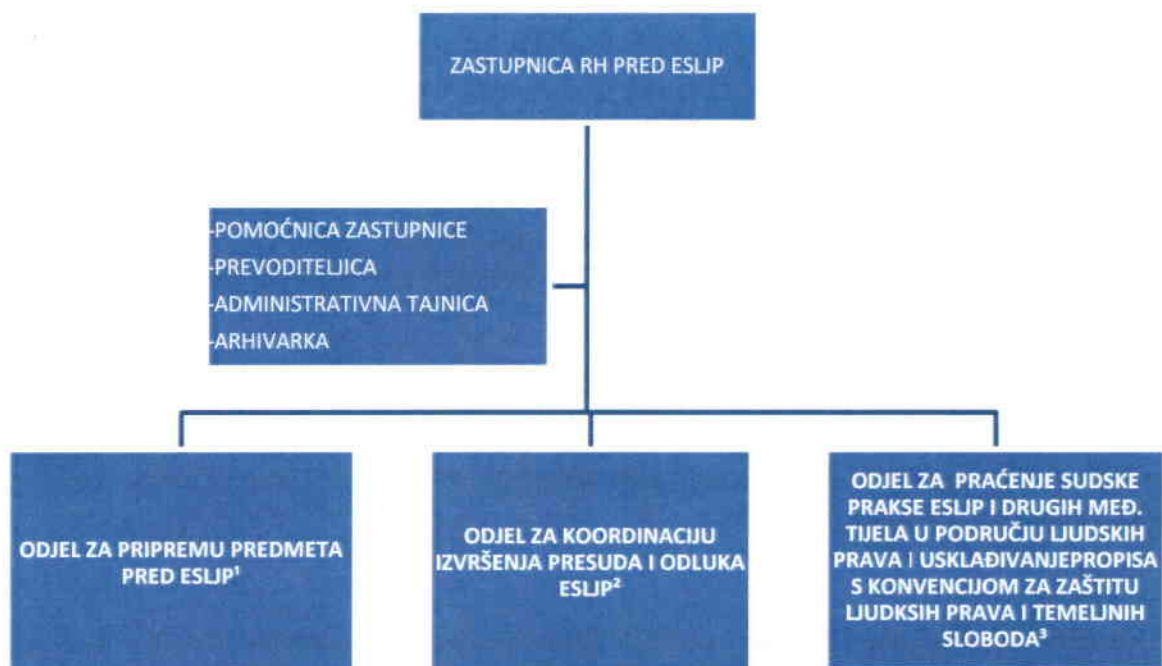 ZASTUPNICA RH PRED ESLJP
-POMOĆNICA ZASTUPNICE
-PREVODITELJICA
-ADMINISTRATIVNA TAJNICA
-ARHIVARKA
ODJEL ZA PRIPREMU PREDMETA
PRED ESLJP¹
ODJEL ZA KOORDINACIJU
IZVRŠENJA PRESUDA I ODLUKA
ESLJP²
ODJEL ZA PRAĆENJE SUDSKE
PRAKSE ESLJP I DRUGIH MEĐ.
TIJELA U PODRUČJU LJUDSKIH
PRAVA I USKLAĐIVANJEPROPISA
S KONVENCIJOM ZA ZAŠTITU
LJUDKSIH PRAVA I TEMELJNIH
SLOBODA³